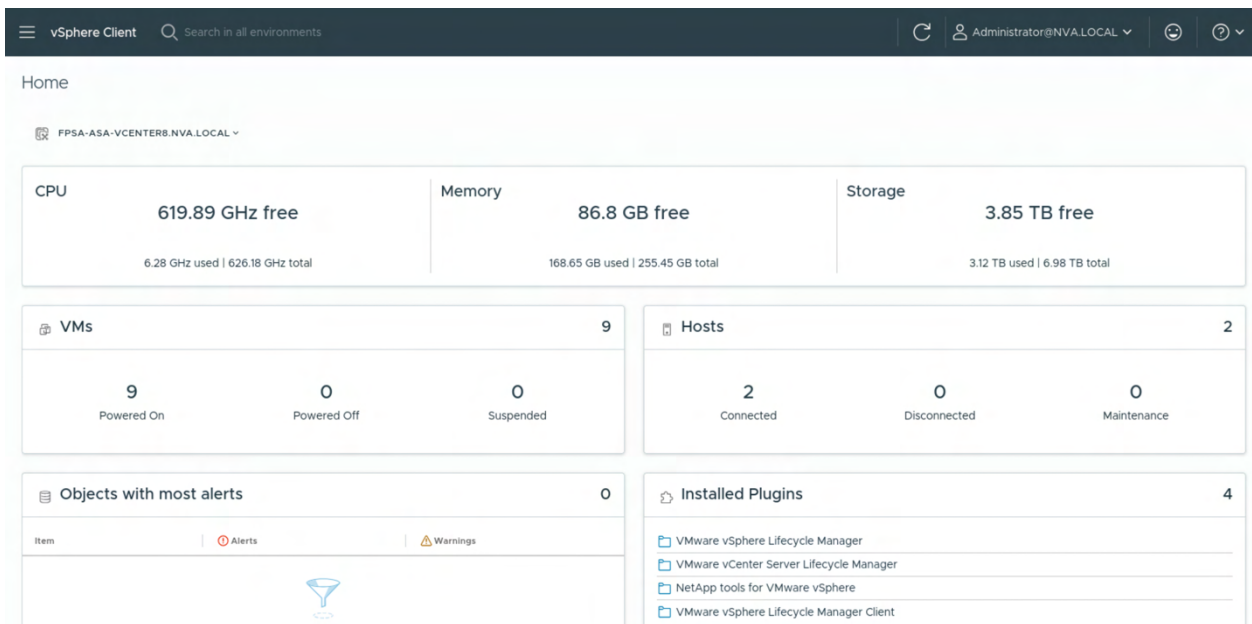 vSphere Client Search in all environments Administrator@NVA.LOCAL
Home
FPSA-ASA-VCENTER8.NVA.LOCAL
CPU Memory Storage
619.89 GHz free 86.8 GB free 3.85 TB free
6.28 GHz used | 626.18 GHz total 168.65 GB used | 255.45 GB total 3.12 TB used | 6.98 TB total
VMs 9 Hosts 2
9 0 0 2 0 0
Powered On Powered Off Suspended Connected Disconnected Maintenance
Objects with most alerts 0 Installed Plugins 4
Item Alerts Warnings VMware vSphere Lifecycle Manager
VMware vCenter Server Lifecycle Manager
NetApp tools for VMware vSphere
VMware vSphere Lifecycle Manager Client